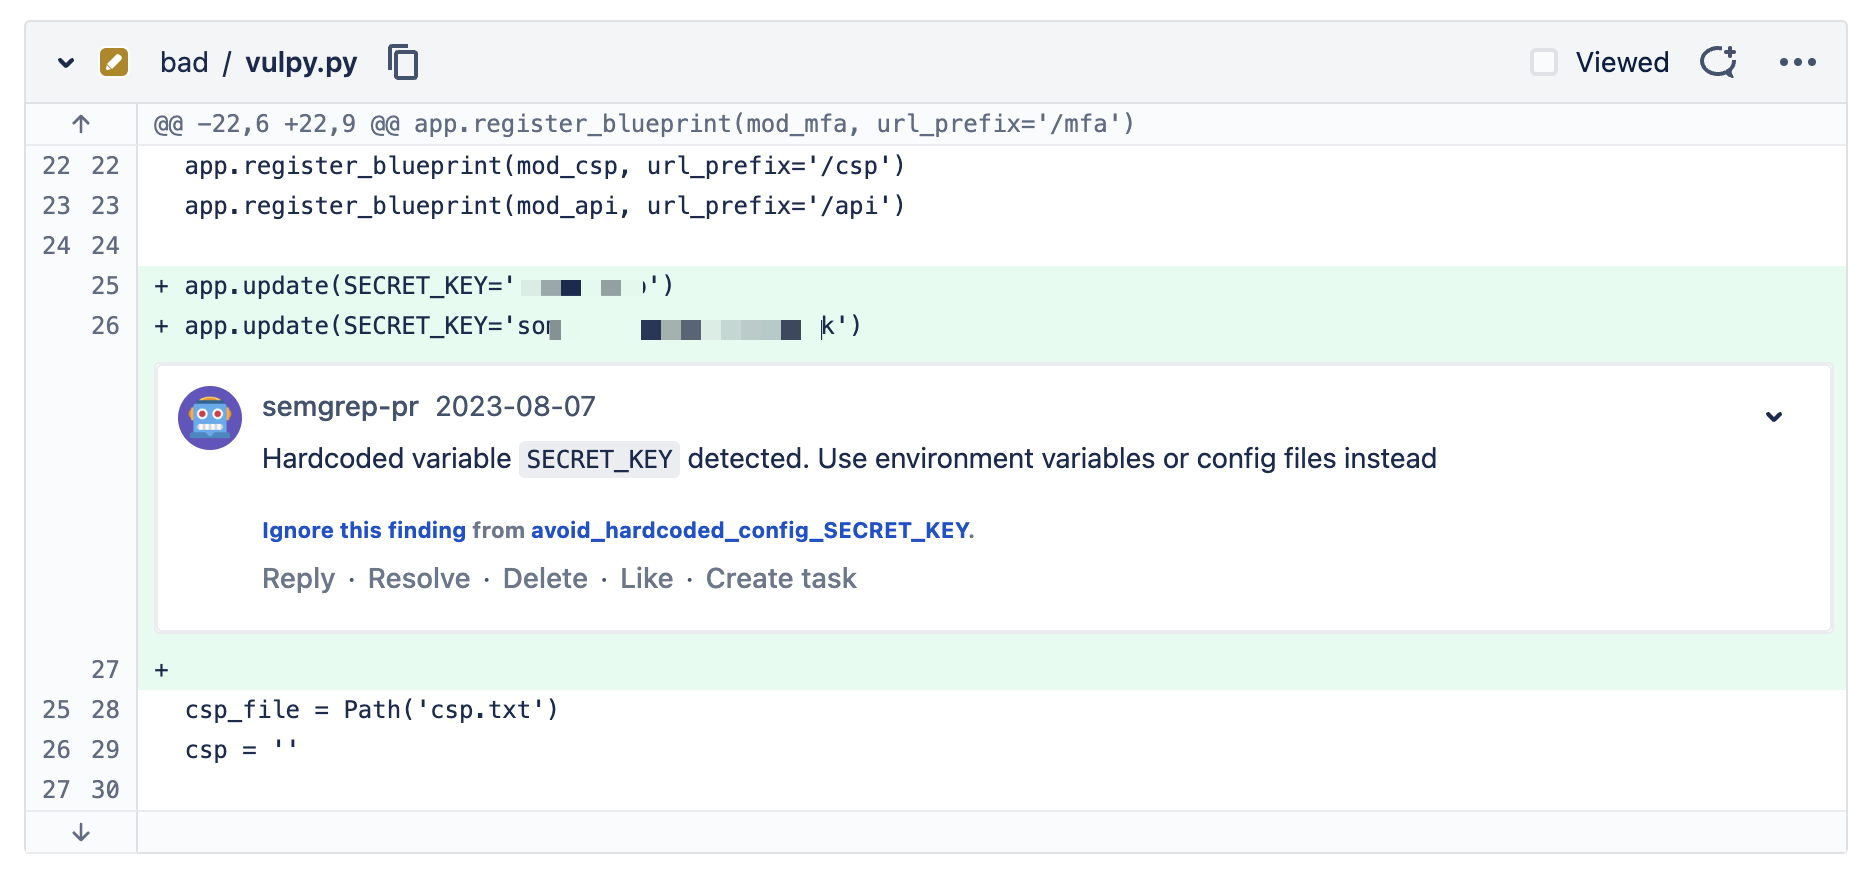 bad / vulpy.py Viewed
@@ -22,6 +22,9 @@ app.register_blueprint(mod_mfa, url_prefix='/mfa')
22 22 app.register_blueprint(mod_csp, url_prefix='/csp')
23 23 app.register_blueprint(mod_api, url_prefix='/api')
24 24
25 + app.update(SECRET_KEY=' ')
26 + app.update(SECRET_KEY=' k')
semgrep-pr 2023-08-07
Hardcoded variable SECRET_KEY detected. Use environment variables or config files instead
Ignore this finding from avoid_hardcoded_config_SECRET_KEY.
Reply · Resolve · Delete · Like · Create task
27 +
25 28 csp_file = Path('csp.txt')
26 29 csp = ''
27 30